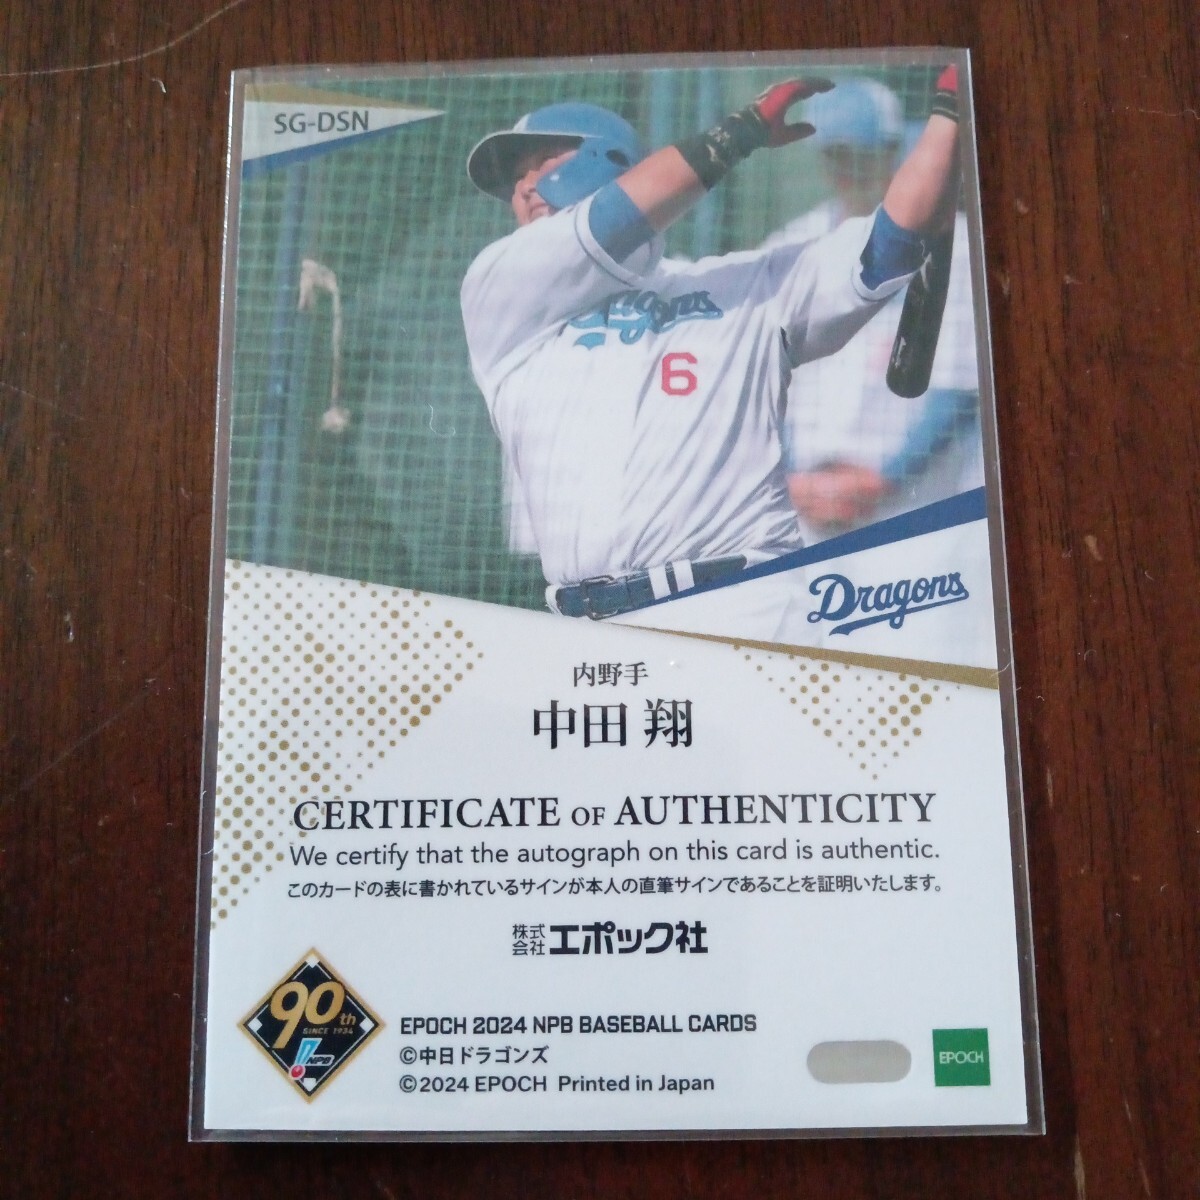 SG-DSN
Dragons
6
Dragons
内野手
中田 翔
CERTIFICATE OF AUTHENTICITY
We certify that the autograph on this card is authentic.
このカードの表に書かれているサインが本人の直筆サインであることを証明いたします。
株式会社エポック社
90th
SINCE 1934
NPB
EPOCH 2024 NPB BASEBALL CARDS
©中日ドラゴンズ
©2024 EPOCH Printed in Japan
EPOCH